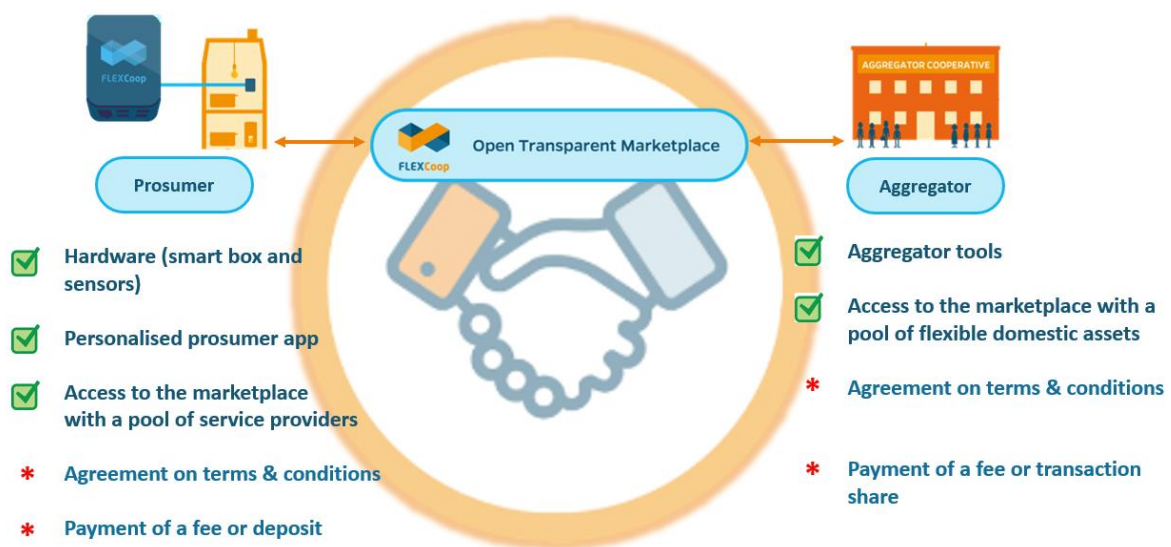 FLEXCoop
AGGREGATOR COOPERATIVE
FLEXCoop
Open Transparent Marketplace
Prosumer
Aggregator
Hardware (smart box and
sensors)
Personalised prosumer app
Access to the marketplace
with a pool of service providers
* Agreement on terms & conditions
* Payment of a fee or deposit
Aggregator tools
Access to the marketplace with a
pool of flexible domestic assets
* Agreement on terms & conditions
* Payment of a fee or transaction
share